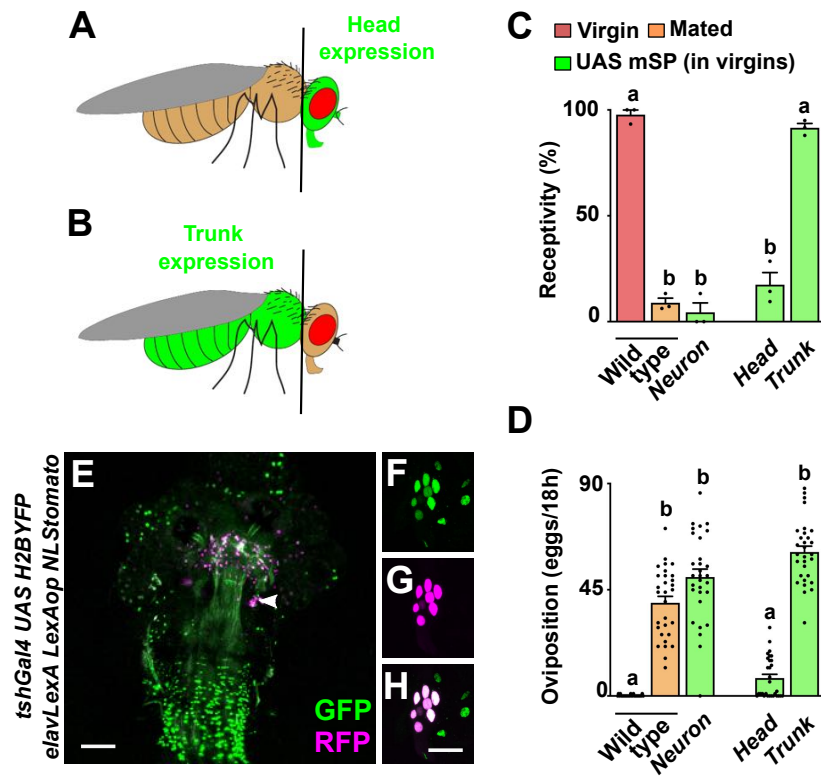 A
Head
expression
B
Trunk
expression
C
Virgin Mated
UAS mSP (in virgins)
Receptivity (%)
100
50
0
a
b
b
b
a
Wild
type
Neuron
Head
Trunk
D
Oviposition (eggs/18h)
90
45
0
a
b
b
a
b
Wild
type
Neuron
Head
Trunk
tshGal4 UAS H2BYFP
elavLexA LexAop NLStomato
E
GFP
RFP
F
G
H